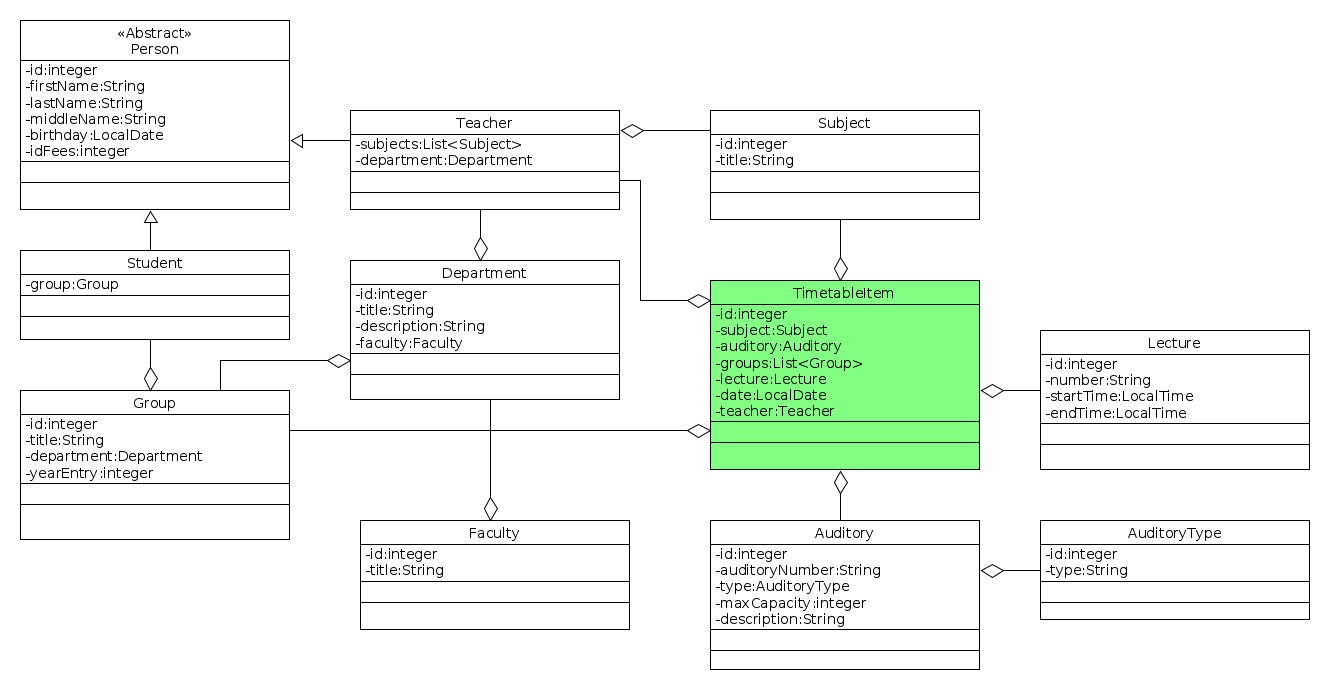 «Abstract»
Person
-id:integer
-firstName:String
-lastName:String
-middleName:String
-birthday:LocalDate
-idFees:integer
Teacher
-subjects:List<Subject>
-department:Department
Subject
-id:integer
-title:String
Student
-group:Group
Department
-id:integer
-title:String
-description:String
-faculty:Faculty
TimetableItem
-id:integer
-subject:Subject
-auditory:Auditory
-groups:List<Group>
-lecture:Lecture
-date:LocalDate
-teacher:Teacher
Lecture
-id:integer
-number:String
-startTime:LocalTime
-endTime:LocalTime
Group
-id:integer
-title:String
-department:Department
-yearEntry:integer
Faculty
-id:integer
-title:String
Auditory
-id:integer
-auditoryNumber:String
-type:AuditoryType
-maxCapacity:integer
-description:String
AuditoryType
-id:integer
-type:String